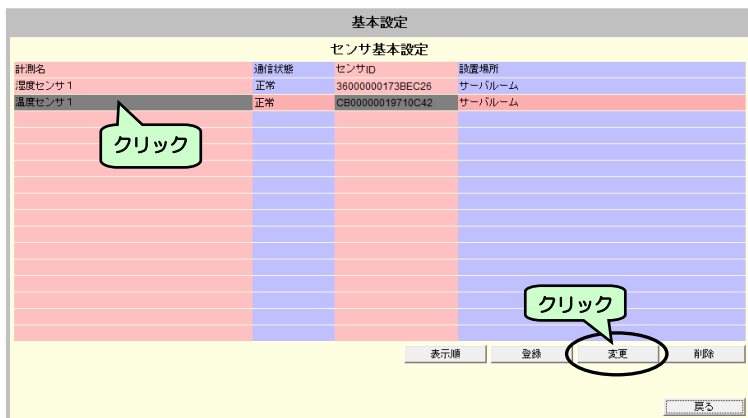 基本設定
センサ基本設定
計測名 通信状態 センサID 設置場所
湿度センサ1 正常 36000000173BEC26 サーバルーム
温度センサ1 正常 CB00000019710C42 サーバルーム
クリック
クリック
表示順 登録 変更 削除
戻る